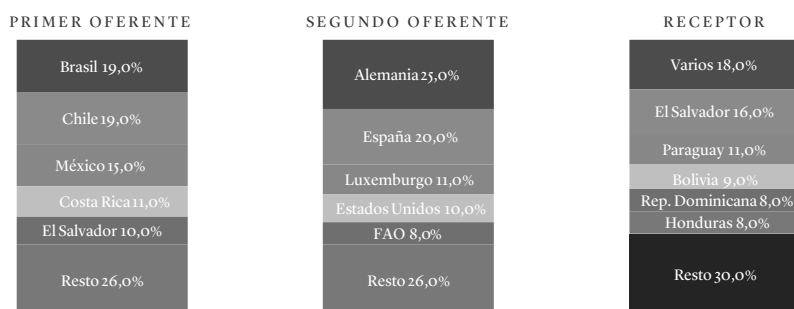 PRIMER OFERENTE
Brasil 19,0%
Chile 19,0%
México 15,0%
Costa Rica 11,0%
El Salvador 10,0%
Resto 26,0%
SEGUNDO OFERENTE
Alemania 25,0%
España 20,0%
Luxemburgo 11,0%
Estados Unidos 10,0%
FAO 8,0%
Resto 26,0%
RECEPTOR
Varios 18,0%
El Salvador 16,0%
Paraguay 11,0%
Bolivia 9,0%
Rep. Dominicana 8,0%
Honduras 8,0%
Resto 30,0%